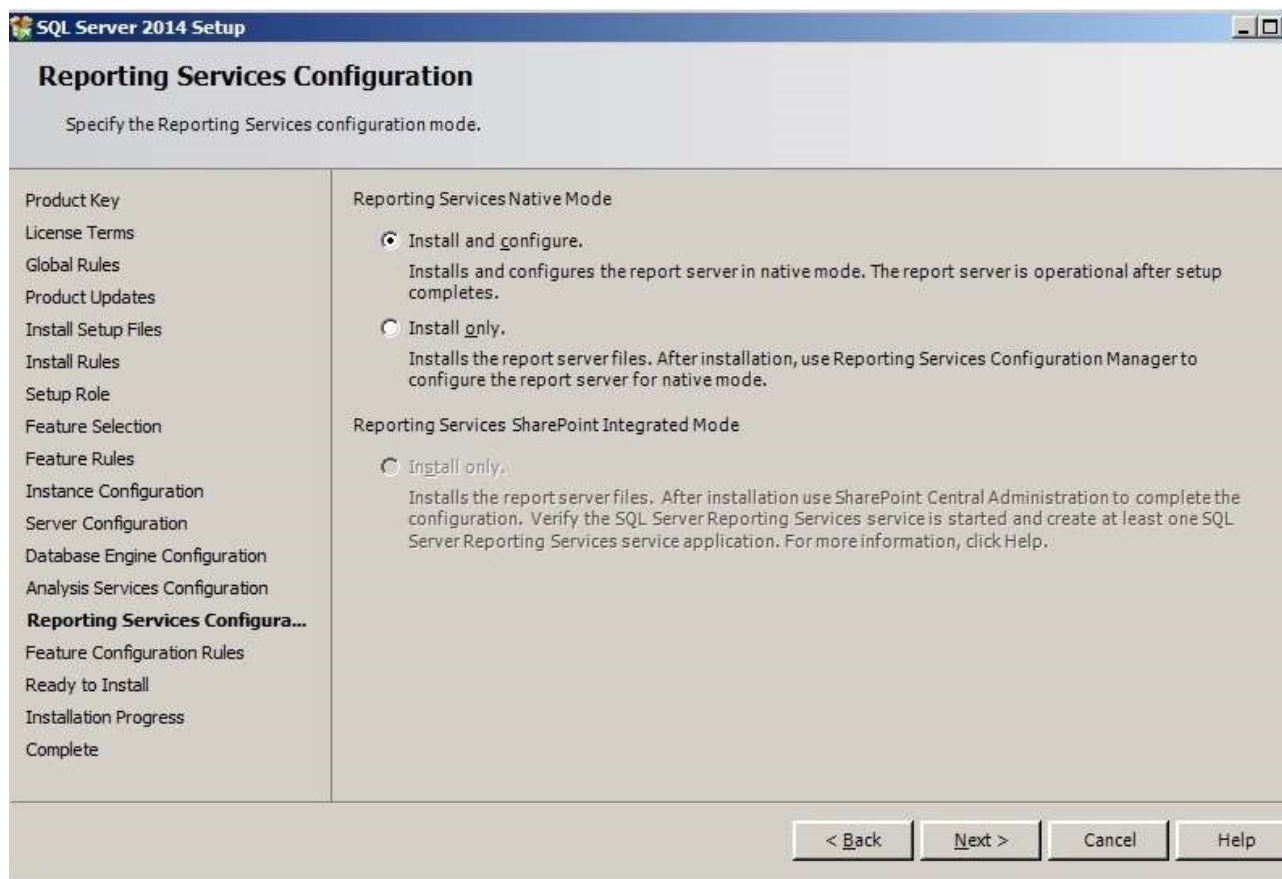 SQL Server 2014 Setup
Reporting Services Configuration
Specify the Reporting Services configuration mode.
Product Key
License Terms
Global Rules
Product Updates
Install Setup Files
Install Rules
Setup Role
Feature Selection
Feature Rules
Instance Configuration
Server Configuration
Database Engine Configuration
Analysis Services Configuration
Reporting Services Configura...
Feature Configuration Rules
Ready to Install
Installation Progress
Complete
Reporting Services Native Mode
Install and configure.
Installs and configures the report server in native mode. The report server is operational after setup
completes.
Install only.
Installs the report server files. After installation, use Reporting Services Configuration Manager to
configure the report server for native mode.
Reporting Services SharePoint Integrated Mode
Install only.
Installs the report server files. After installation use SharePoint Central Administration to complete the
configuration. Verify the SQL Server Reporting Services service is started and create at least one SQL
Server Reporting Services service application. For more information, click Help.
< Back
Next >
Cancel
Help